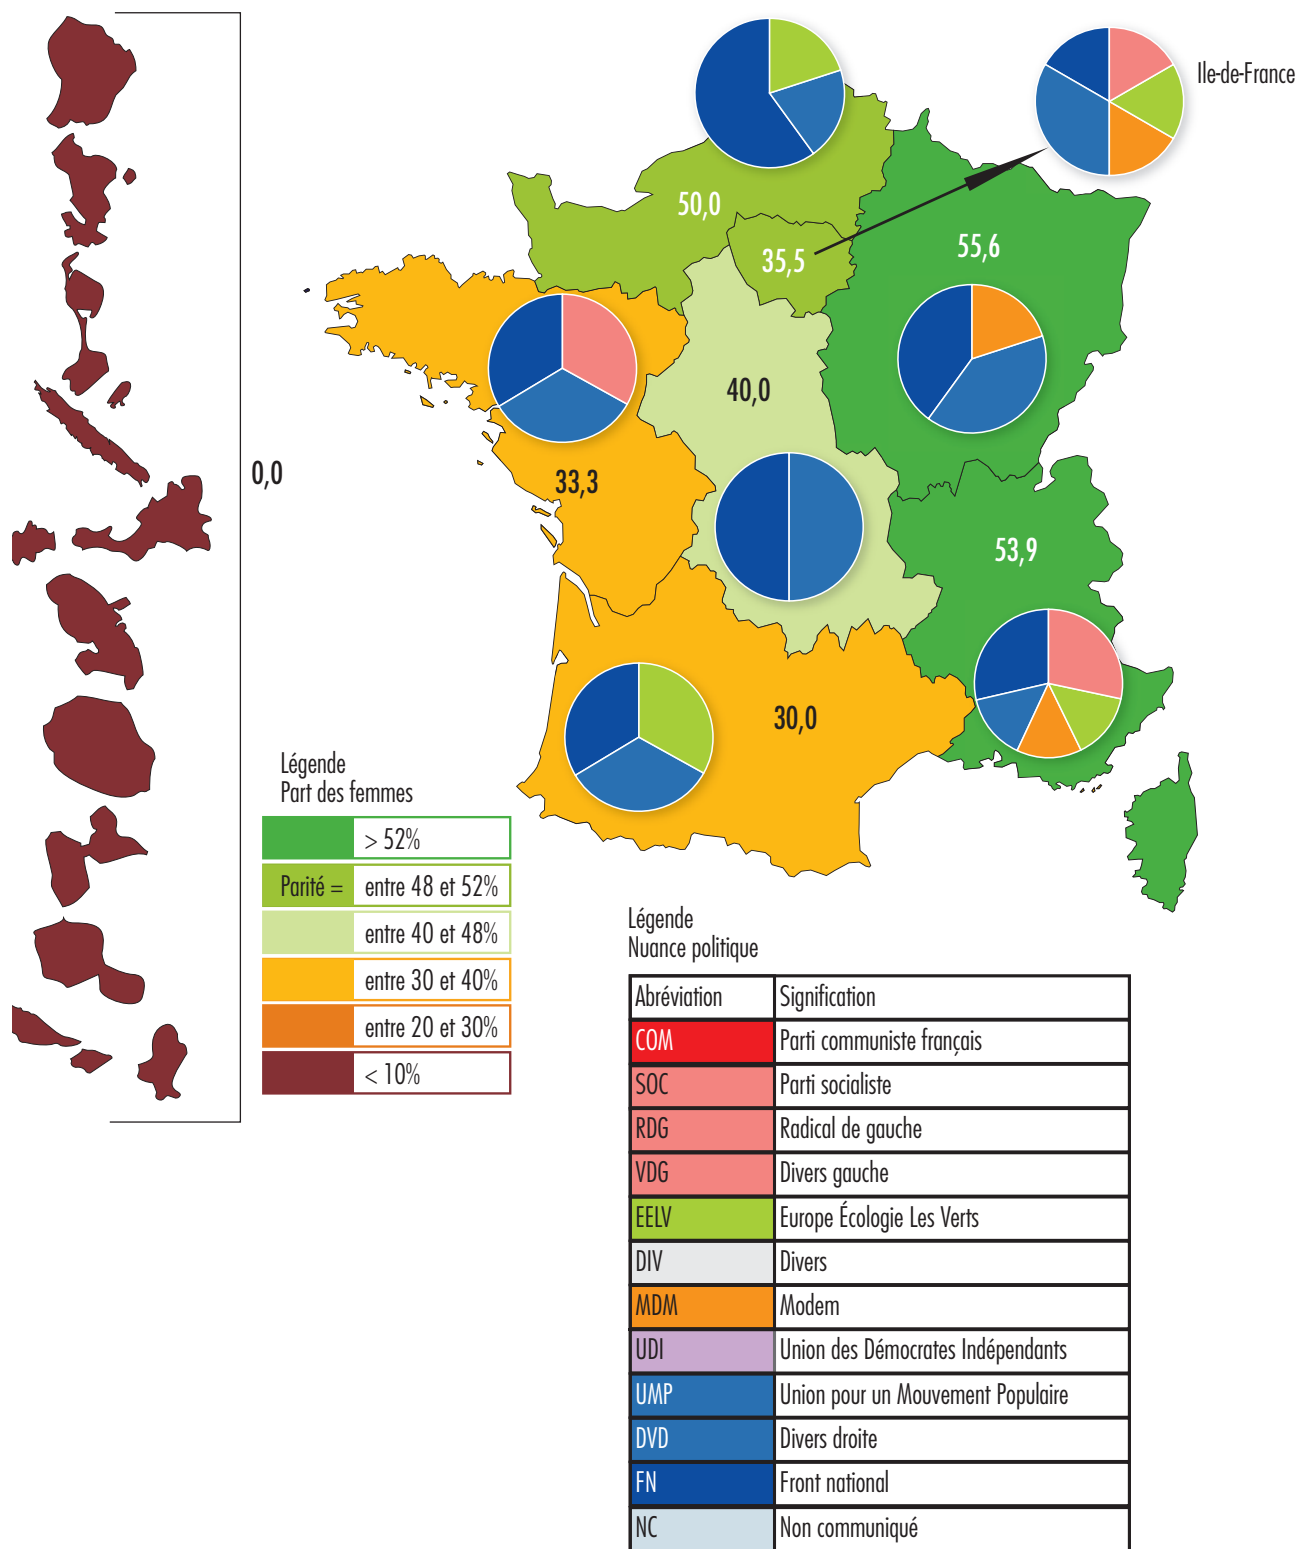 Ile-de-France
50,0
35,5
55,6
40,0
0,0
33,3
53,9
30,0
Légende
Part des femmes
> 52%
Parité = entre 48 et 52%
entre 40 et 48%
entre 30 et 40%
entre 20 et 30%
< 10%
Légende
Nuance politique
Abréviation Signification
COM Parti communiste français
SOC Parti socialiste
RDG Radical de gauche
VDG Divers gauche
EELV Europe Écologie Les Verts
DIV Divers
MDM Modem
UDI Union des Démocrates Indépendants
UMP Union pour un Mouvement Populaire
DVD Divers droite
FN Front national
NC Non communiqué